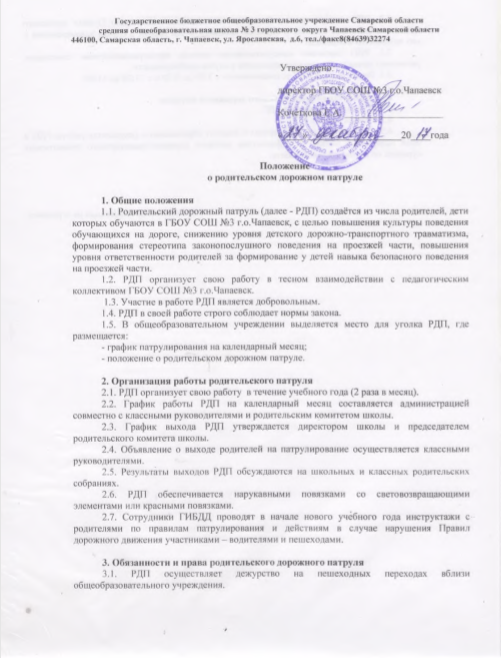 Государственное бюджетное общеобразовательное учреждение Самарской области
средняя общеобразовательная школа № 3 городского округа Чапаевск Самарской области
446100, Самарская область, г. Чапаевск, ул. Ярославская, д.6, тел./факс8(84639)32274
Утверждено
директор ГБОУ СОШ №3 г.о.Чапаевск
Кочеткова Е.А.
20 17 года
Положение
о родительском дорожном патруле
1. Общие положения
1.1. Родительский дорожный патруль (далее - РДП) создаётся из числа родителей, дети
которых обучаются в ГБОУ СОШ №3 г.о.Чапаевск, с целью повышения культуры поведения
обучающихся на дороге, снижению уровня детского дорожно-транспортного травматизма,
формирования стереотипа законопослушного поведения на проезжей части, повышения
уровня ответственности родителей за формирование у детей навыка безопасного поведения
на проезжей части.
1.2. РДП организует свою работу в тесном взаимодействии с педагогическим
коллективом ГБОУ СОШ №3 г.о.Чапаевск.
1.3. Участие в работе РДП является добровольным.
1.4. РДП в своей работе строго соблюдает нормы закона.
1.5. В общеобразовательном учреждении выделяется место для уголка РДП, где
размещается:
- график патрулирования на календарный месяц;
- положение о родительском дорожном патруле.
2. Организация работы родительского патруля
2.1. РДП организует свою работу в течение учебного года (2 раза в месяц).
2.2. График работы РДП на календарный месяц составляется администрацией
совместно с классными руководителями и родительским комитетом школы.
2.3. График выхода РДП утверждается директором школы и председателем
родительского комитета школы.
2.4. Объявление о выходе родителей на патрулирование осуществляется классными
руководителями.
2.5. Результаты выходов РДП обсуждаются на школьных и классных родительских
собраниях.
2.6. РДП обеспечивается нарукавными повязками со световозвращающими
элементами или красными повязками.
2.7. Сотрудники ГИБДД проводят в начале нового учебного года инструктажи с
родителями по правилам патрулирования и действиям в случае нарушения Правил
дорожного движения участниками – водителями и пешеходами.
3. Обязанности и права родительского дорожного патруля
3.1. РДП осуществляет дежурство на пешеходных переходах вблизи
общеобразовательного учреждения.